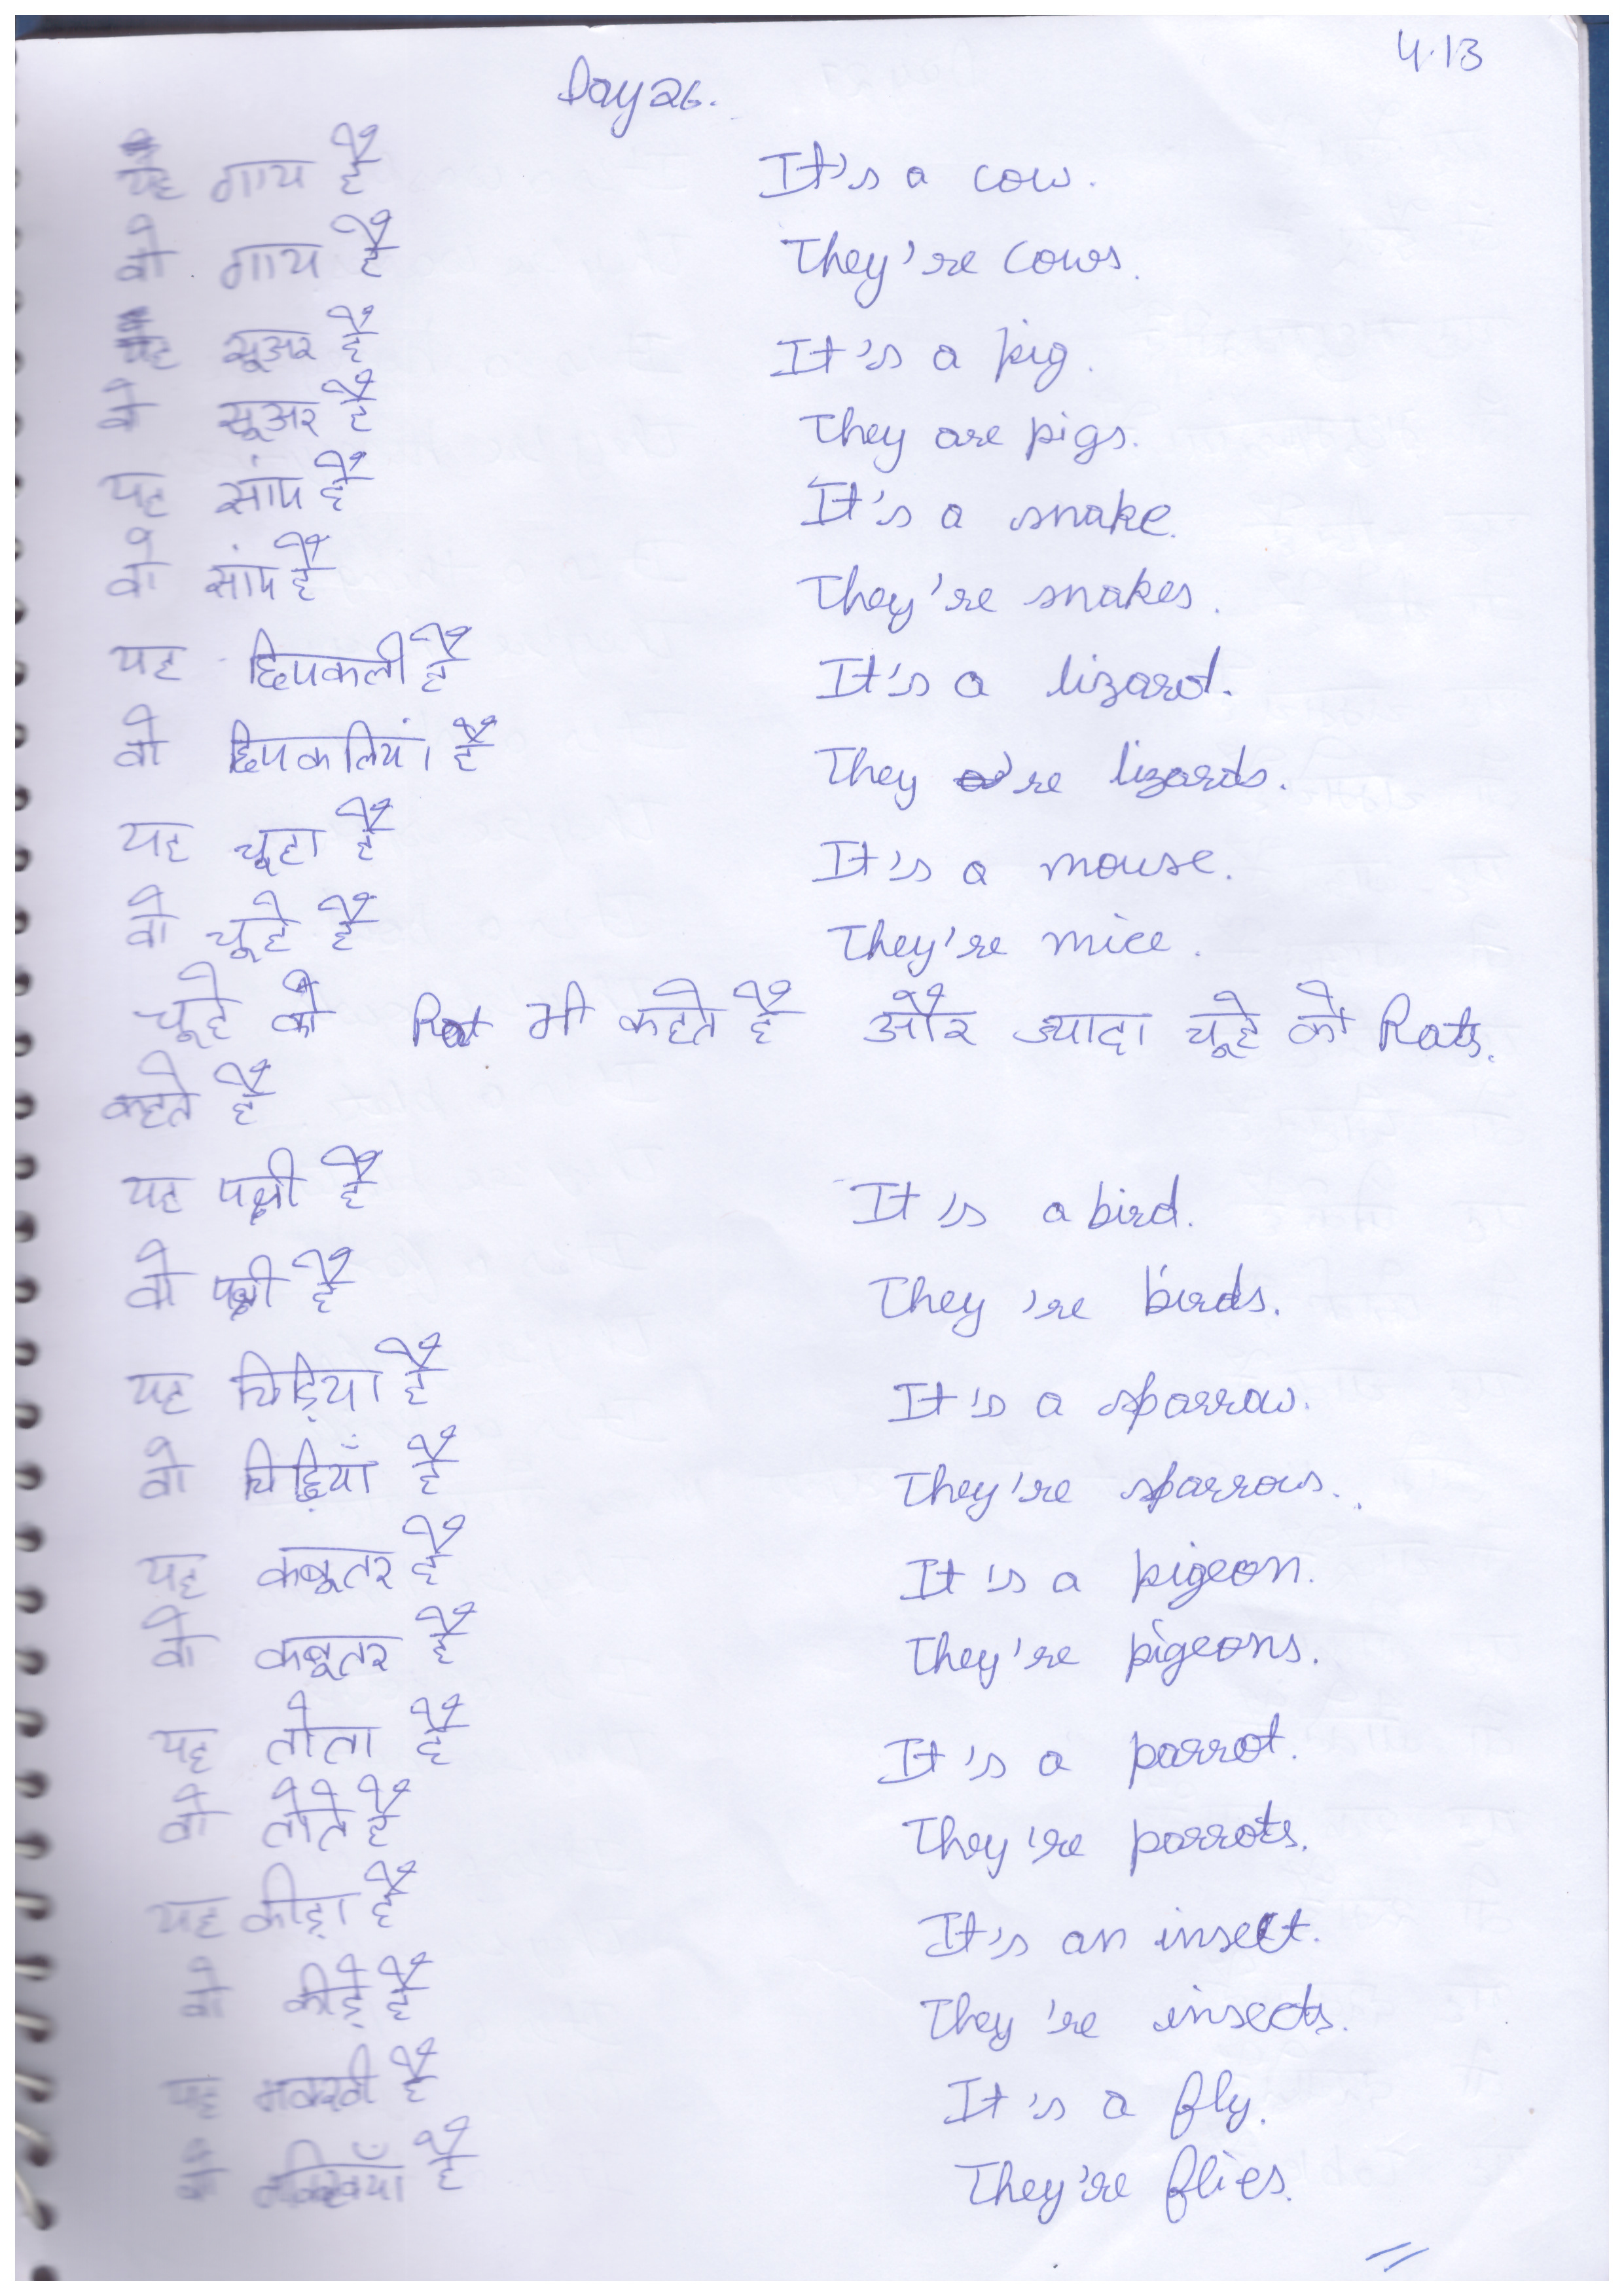 4.13
Day 26.
यह गाय है It's a cow.
वो गाय हैं They're cows.
यह सूअर है It's a pig.
वो सूअर हैं They are pigs.
यह सांप है It's a snake.
वो सांप हैं They're snakes.
यह छिपकली है It's a lizard.
वो छिपकलियां हैं They 're lizards.
यह चूहा है It's a mouse.
वो चूहे हैं They're mice.
चूहे को Rat भी कहते हैं और ज्यादा चूहे को Rats.
कहते हैं
यह पक्षी है It 's a bird.
वो पक्षी हैं They 're birds.
यह चिड़िया है It's a sparrow.
वो चिड़ियाँ हैं They're sparrows.
यह कबूतर है It 's a pigeon.
वो कबूतर हैं They're pigeons.
यह तोता है It's a parrot.
वो तोते हैं They're parrots.
यह कीड़ा है It's an insect.
वो कीड़े हैं They 're insects.
यह मक्खी है It's a fly.
वो मक्खियाँ हैं They're flies.